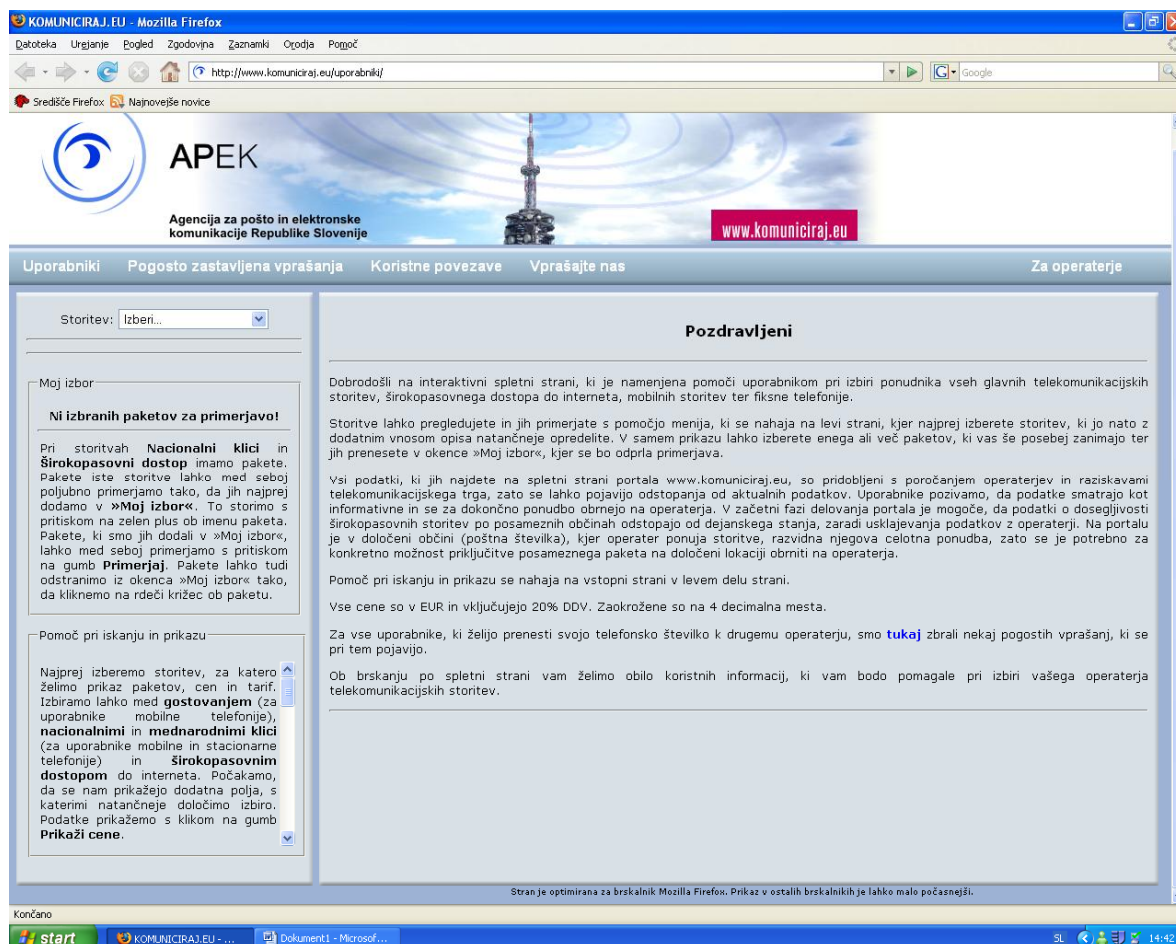 KOMUNICIRAJ.EU - Mozilla Firefox
Datoteka Urejanje Pogled Zgodovina Zaznamki Orodja Pomoč
http://www.komuniciraj.eu/uporabniki/
G Google
Središče Firefox Najnovejše novice
APEK
Agencija za pošto in elektronske
komunikacije Republike Slovenije
www.komuniciraj.eu
Uporabniki Pogosto zastavljena vprašanja Koristne povezave Vprašajte nas Za operaterje
Storitev: Izberi...
Moj izbor
Ni izbranih paketov za primerjavo!
Pri storitvah Nacionalni klici in
Širokopasovni dostop imamo pakete.
Pakete iste storitve lahko med seboj
poljubno primerjamo tako, da jih najprej
dodamo v »Moj izbor«. To storimo s
pritiskom na zelen plus ob imenu paketa.
Pakete, ki smo jih dodali v »Moj izbor«,
lahko med seboj primerjamo s pritiskom
na gumb Primerjaj. Pakete lahko tudi
odstranimo iz okenca »Moj izbor« tako,
da kliknemo na rdeči križec ob paketu.
Pomoč pri iskanju in prikazu
Najprej izberemo storitev, za katero
želimo prikaz paketov, cen in tarif.
Izbiramo lahko med gostovanjem (za
uporabnike mobilne telefonije),
nacionalnimi in mednarodnimi klici
(za uporabnike mobilne in stacionarne
telefonije) in širokopasovnim
dostopom do interneta. Počakamo,
da se nam prikažejo dodatna polja, s
katerimi natančneje določimo izbiro.
Podatke prikažemo s klikom na gumb
Prikaži cene.
Pozdravljeni
Dobrodošli na interaktivni spletni strani, ki je namenjena pomoči uporabnikom pri izbiri ponudnika vseh glavnih telekomunikacijskih
storitev, širokopasovnega dostopa do interneta, mobilnih storitev ter fiksne telefonije.
Storitve lahko pregledujete in jih primerjate s pomočjo menija, ki se nahaja na levi strani, kjer najprej izberete storitev, ki jo nato z
dodatnim vnosom opisa natančneje opredelite. V samem prikazu lahko izberete enega ali več paketov, ki vas še posebej zanimajo ter
jih prenesete v okence »Moj izbor«, kjer se bo odprla primerjava.
Vsi podatki, ki jih najdete na spletni strani portala www.komuniciraj.eu, so pridobljeni s poročanjem operaterjev in raziskavami
telekomunikacijskega trga, zato se lahko pojavijo odstopanja od aktualnih podatkov. Uporabnike pozivamo, da podatke smatrajo kot
informativne in se za dokončno ponudbo obrnejo na operaterja. V začetni fazi delovanja portala je mogoče, da podatki o dosegljivosti
širokopasovnih storitev po posameznih občinah odstopajo od dejanskega stanja, zaradi usklajevanja podatkov z operaterji. Na portalu
je v določeni občini (poštna številka), kjer operater ponuja storitve, razvidna njegova celotna ponudba, zato se je potrebno za
konkretno možnost priključitve posameznega paketa na določeni lokaciji obrniti na operaterja.
Pomoč pri iskanju in prikazu se nahaja na vstopni strani v levem delu strani.
Vse cene so v EUR in vključujejo 20% DDV. Zaokrožene so na 4 decimalna mesta.
Za vse uporabnike, ki želijo prenesti svojo telefonsko številko k drugemu operaterju, smo tukaj zbrali nekaj pogostih vprašanj, ki se
pri tem pojavijo.
Ob brskanju po spletni strani vam želimo obilo koristnih informacij, ki vam bodo pomagale pri izbiri vašega operaterja
telekomunikacijskih storitev.
Stran je optimirana za brskalnik Mozilla Firefox. Prikaz v ostalih brskalnikih je lahko malo počasnejši.
Končano
start KOMUNICIRAJ.EU - ... Dokument1 - Microsof... SL 14:42